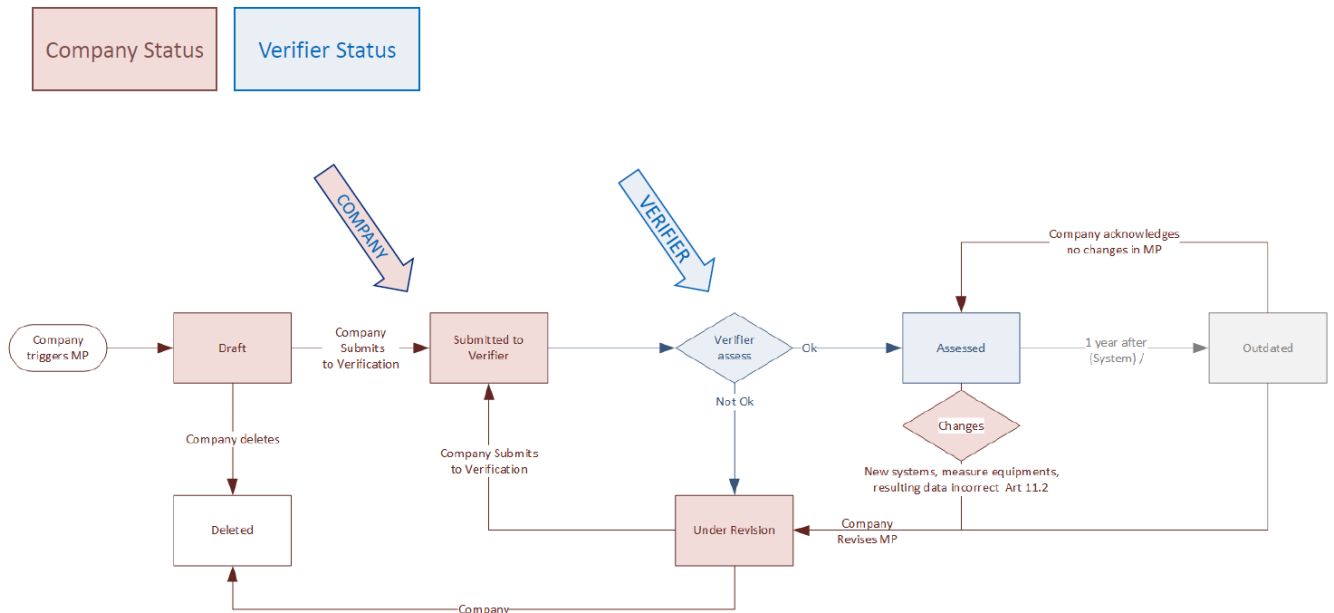 Company Status
Verifier Status
COMPANY
VERIFIER
Company acknowledges
no changes in MP
Company
triggers MP
Draft
Company
Submits
to Verification
Submitted to
Verifier
Verifier
assess
Ok
Assessed
1 year after
(System) /
Outdated
Not Ok
Changes
Company deletes
Company Submits
to Verification
New systems, measure equipments,
resulting data incorrect Art 11.2
Deleted
Under Revision
Company
Revises MP
Company